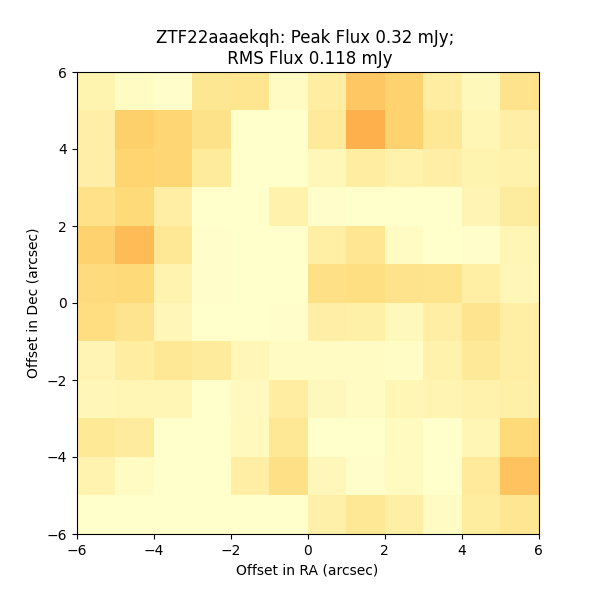 ZTF22aaaekqh: Peak Flux 0.32 mJy;
RMS Flux 0.118 mJy
6
4
2
0
−2
−4
−6
Offset in Dec (arcsec)
−6 −4 −2 0 2 4 6
Offset in RA (arcsec)